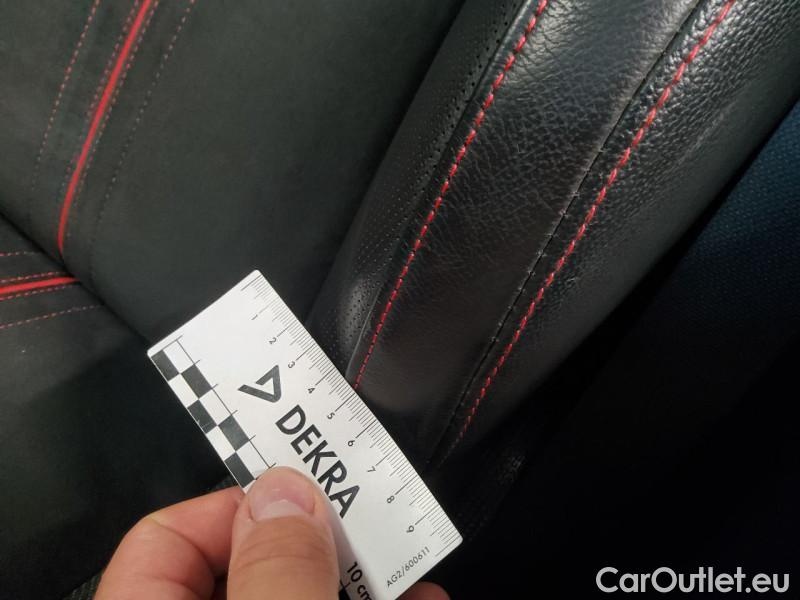 1 2 3 4 5 6 7 8 9
DEKRA
10 cm
AG2/600611
CarOutlet.eu